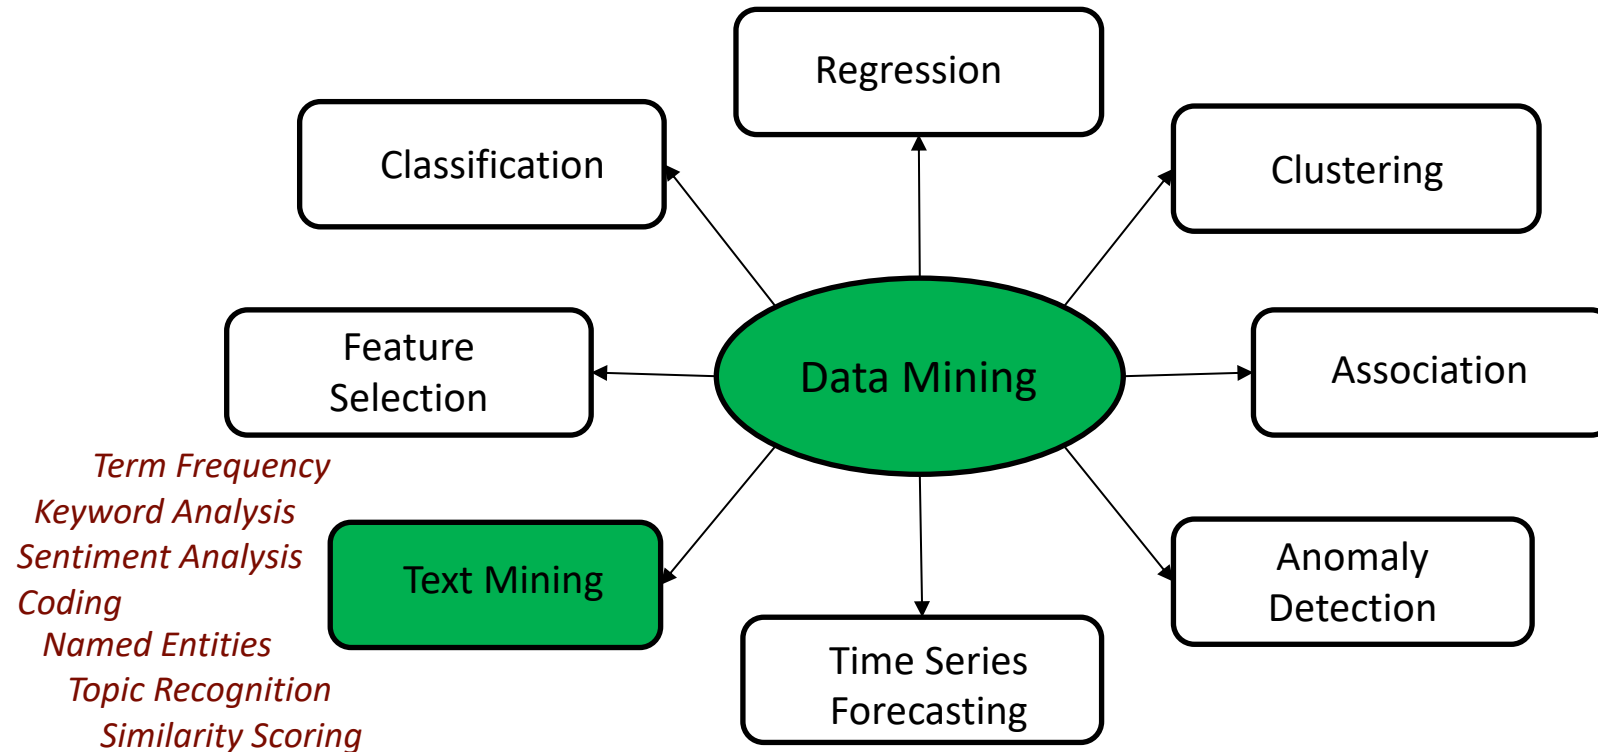 Regression
Classification
Clustering
Feature
Selection
Data Mining
Association
Term Frequency
Keyword Analysis
Sentiment Analysis
Coding
Named Entities
Topic Recognition
Similarity Scoring
Text Mining
Anomaly
Detection
Time Series
Forecasting